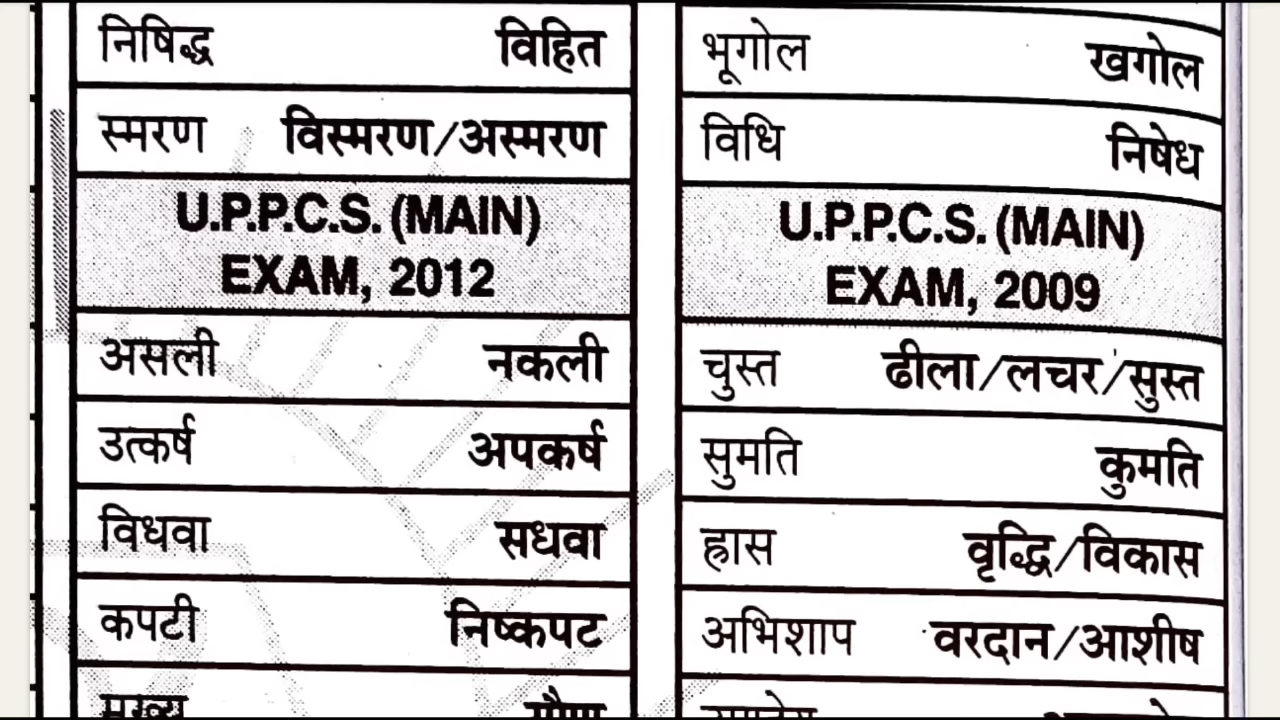 निषिद्ध विहित
स्मरण विस्मरण/अस्मरण
U.P.P.C.S. (MAIN)
EXAM, 2012
असली नकली
उत्कर्ष अपकर्ष
विधवा सधवा
कपटी निष्कपट
मुख्य गौण
भूगोल खगोल
विधि निषेध
U.P.P.C.S. (MAIN)
EXAM, 2009
चुस्त ढीला/लचर/सुस्त
सुमति कुमति
ह्रास वृद्धि/विकास
अभिशाप वरदान/आशीष